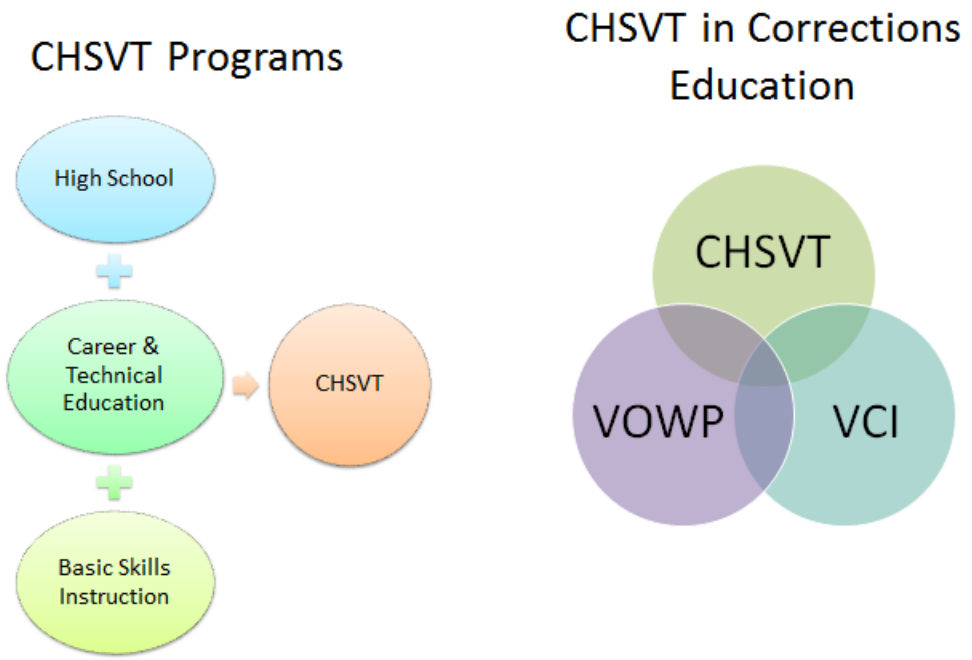 CHSVT Programs
High School
Career &
Technical
Education
CHSVT
Basic Skills
Instruction
CHSVT in Corrections
Education
CHSVT
VOWP
VCI